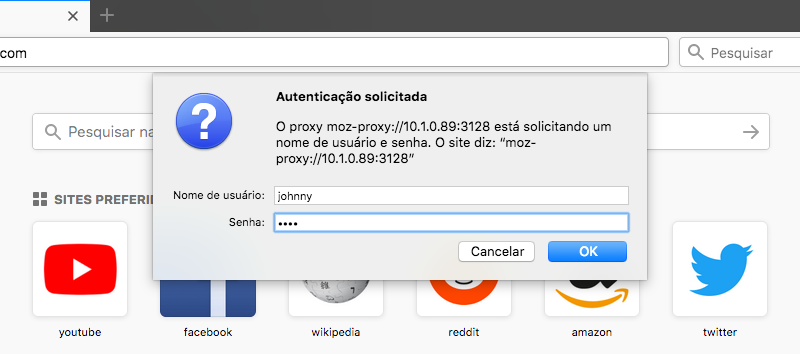 .com
Pesquisar
Autenticação solicitada
O proxy moz-proxy://10.1.0.89:3128 está solicitando um
nome de usuário e senha. O site diz: “moz-
proxy://10.1.0.89:3128”
Pesquisar na
SITES PREFERI
Nome de usuário: johnny
Senha: ••••
Cancelar OK
youtube facebook wikipedia reddit amazon twitter